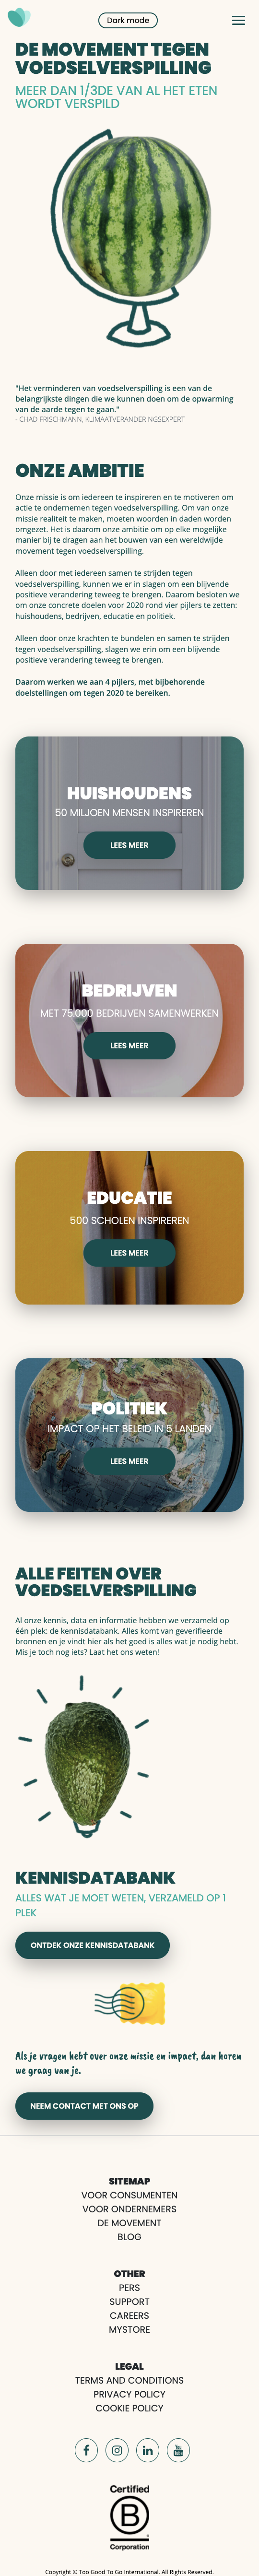 Dark mode
DE MOVEMENT TEGEN
VOEDSELVERSPILLING
MEER DAN 1/3DE VAN AL HET ETEN
WORDT VERSPILD
"Het verminderen van voedselverspilling is een van de
belangrijkste dingen die we kunnen doen om de opwarming
van de aarde tegen te gaan."
- CHAD FRISCHMANN, KLIMAATVERANDERINGSEXPERT
ONZE AMBITIE
Onze missie is om iedereen te inspireren en te motiveren om
actie te ondernemen tegen voedselverspilling. Om van onze
missie realiteit te maken, moeten woorden in daden worden
omgezet. Het is daarom onze ambitie om op elke mogelijke
manier bij te dragen aan het bouwen van een wereldwijde
movement tegen voedselverspilling.
Alleen door met iedereen samen te strijden tegen
voedselverspilling, kunnen we er in slagen om een blijvende
positieve verandering teweeg te brengen. Daarom besloten we
om onze concrete doelen voor 2020 rond vier pijlers te zetten:
huishoudens, bedrijven, educatie en politiek.
Alleen door onze krachten te bundelen en samen te strijden
tegen voedselverspilling, slagen we erin om een blijvende
positieve verandering teweeg te brengen.
Daarom werken we aan 4 pijlers, met bijbehorende
doelstellingen om tegen 2020 te bereiken.
HUISHOUDENS
50 MILJOEN MENSEN INSPIREREN
LEES MEER
BEDRIJVEN
MET 75.000 BEDRIJVEN SAMENWERKEN
LEES MEER
EDUCATIE
500 SCHOLEN INSPIREREN
LEES MEER
POLITIEK
IMPACT OP HET BELEID IN 5 LANDEN
LEES MEER
ALLE FEITEN OVER
VOEDSELVERSPILLING
Al onze kennis, data en informatie hebben we verzameld op
één plek: de kennisdatabank. Alles komt van geverifieerde
bronnen en je vindt hier als het goed is alles wat je nodig hebt.
Mis je toch nog iets? Laat het ons weten!
KENNISDATABANK
ALLES WAT JE MOET WETEN, VERZAMELD OP 1
PLEK
ONTDEK ONZE KENNISDATABANK
Als je vragen hebt over onze missie en impact, dan horen
we graag van je.
NEEM CONTACT MET ONS OP
SITEMAP
VOOR CONSUMENTEN
VOOR ONDERNEMERS
DE MOVEMENT
BLOG
OTHER
PERS
SUPPORT
CAREERS
MYSTORE
LEGAL
TERMS AND CONDITIONS
PRIVACY POLICY
COOKIE POLICY
f
in
You
Tube
Certified
B
Corporation
Copyright © Too Good To Go International. All Rights Reserved.